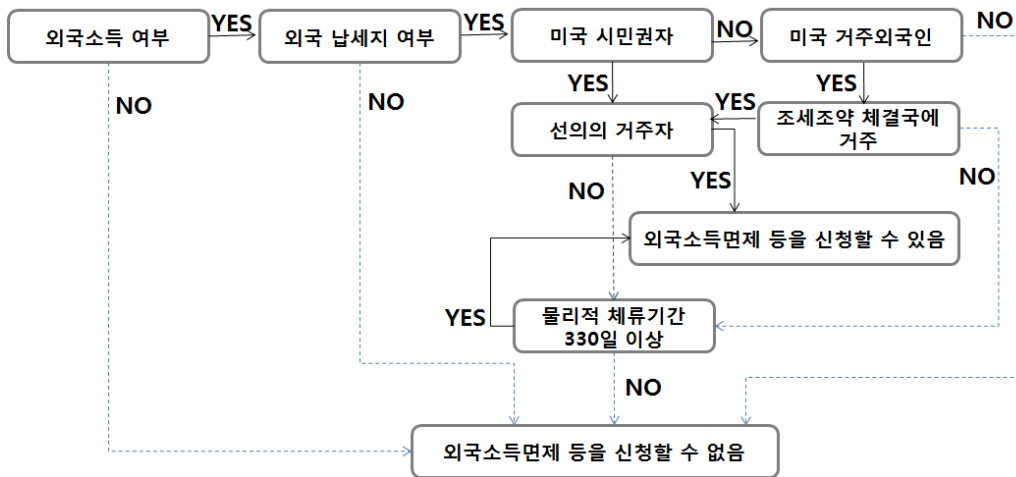 외국소득 여부
YES
외국 납세지 여부
YES
미국 시민권자
NO
미국 거주외국인
NO
NO
NO
YES
YES
선의의 거주자
YES
조세조약 체결국에
거주
NO
YES
NO
외국소득면제 등을 신청할 수 있음
YES
물리적 체류기간
330일 이상
NO
외국소득면제 등을 신청할 수 없음